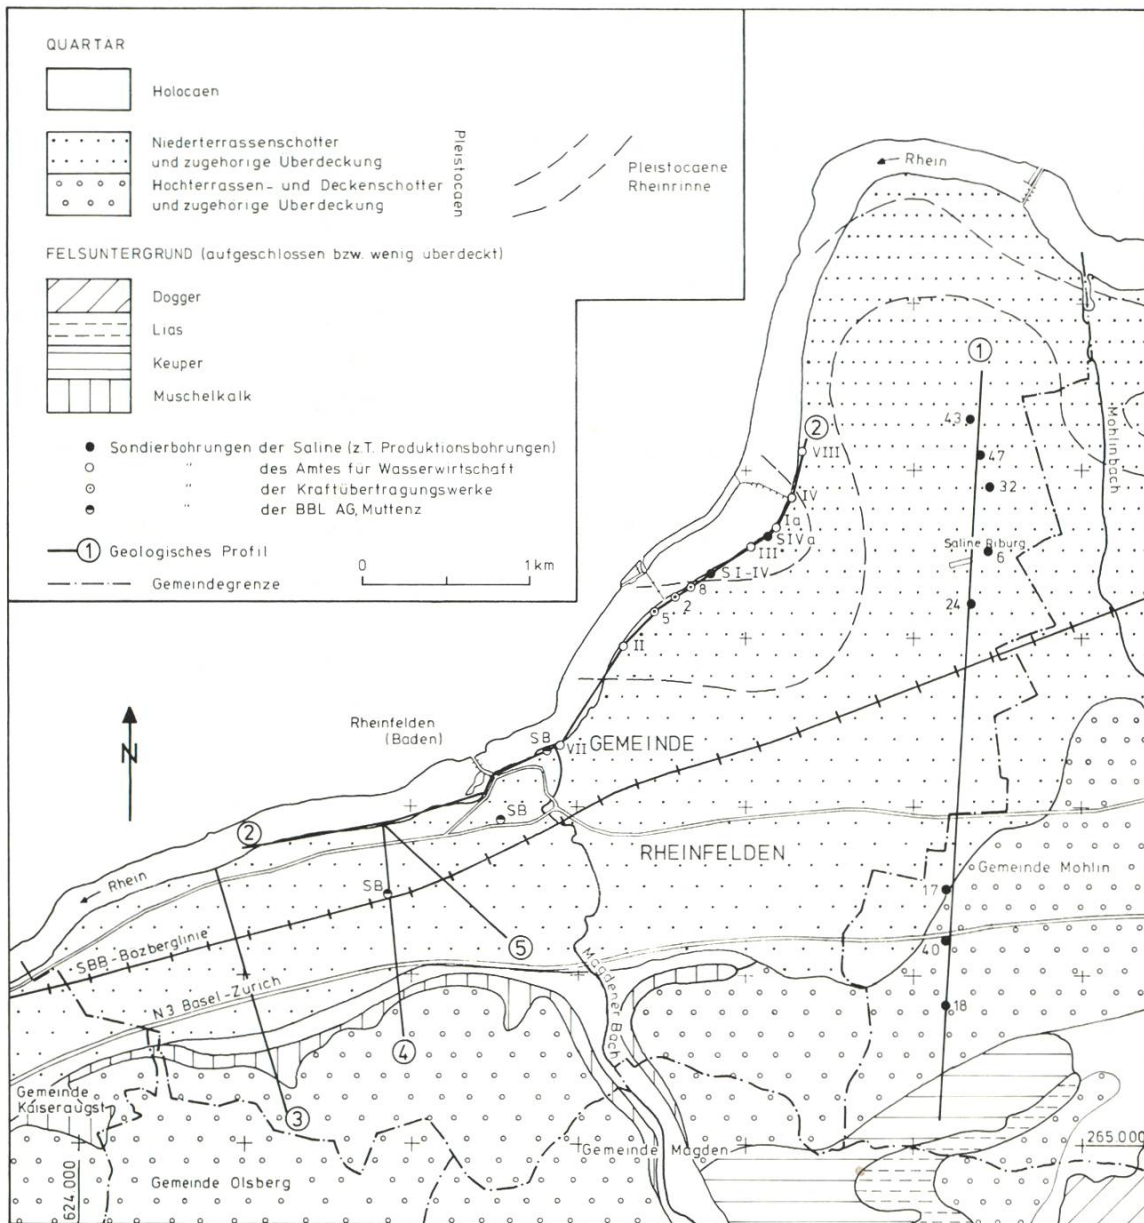 QUARTAR
Holocaen
Niederterrassenschotter
und zugehorige Uberdeckung
Hochterrassen- und Deckenschotter
und zugehorige Uberdeckung
Pleistocaen
Pleistocaene
Rheinrinne
FELSUNTERGRUND (aufgeschlossen bzw. wenig uberdeckt)
Dogger
Lias
Keuper
Muschelkalk
Sondierbohrungen der Saline (z.T. Produktionsbohrungen)
" des Amtes für Wasserwirtschaft
" der Kraftübertragungswerke
" der BBL AG, Muttenz
1 Geologisches Profil
Gemeindegrenze
0 1km
N
Rhein
1
43
47
32
Saline Riburg
6
24
Mohlinbach
2
VIII
IV
Ia
SIVa
III
S I-IV
8
2
5
II
Rheinfelden
(Baden)
SB
VII
GEMEINDE
RHEINFELDEN
SB
2
Rhein
SB
5
SBB-Bozberglinie
N3 Basel-Zurich
4
3
Magdener Bach
Gemeinde Mohlin
17
40
18
Gemeinde
Kaiseraugst
Gemeinde Olsberg
Gemeinde Magden
265.000
624.000